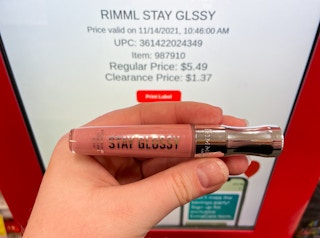 RIMML STAY GLSSY
Price valid on 11/14/2021, 10:46:00 AM
UPC: 361422024349
Item: 987910
Regular Price: $5.49
Clearance Price: $1.37
Print Label
STAY GLOSSY